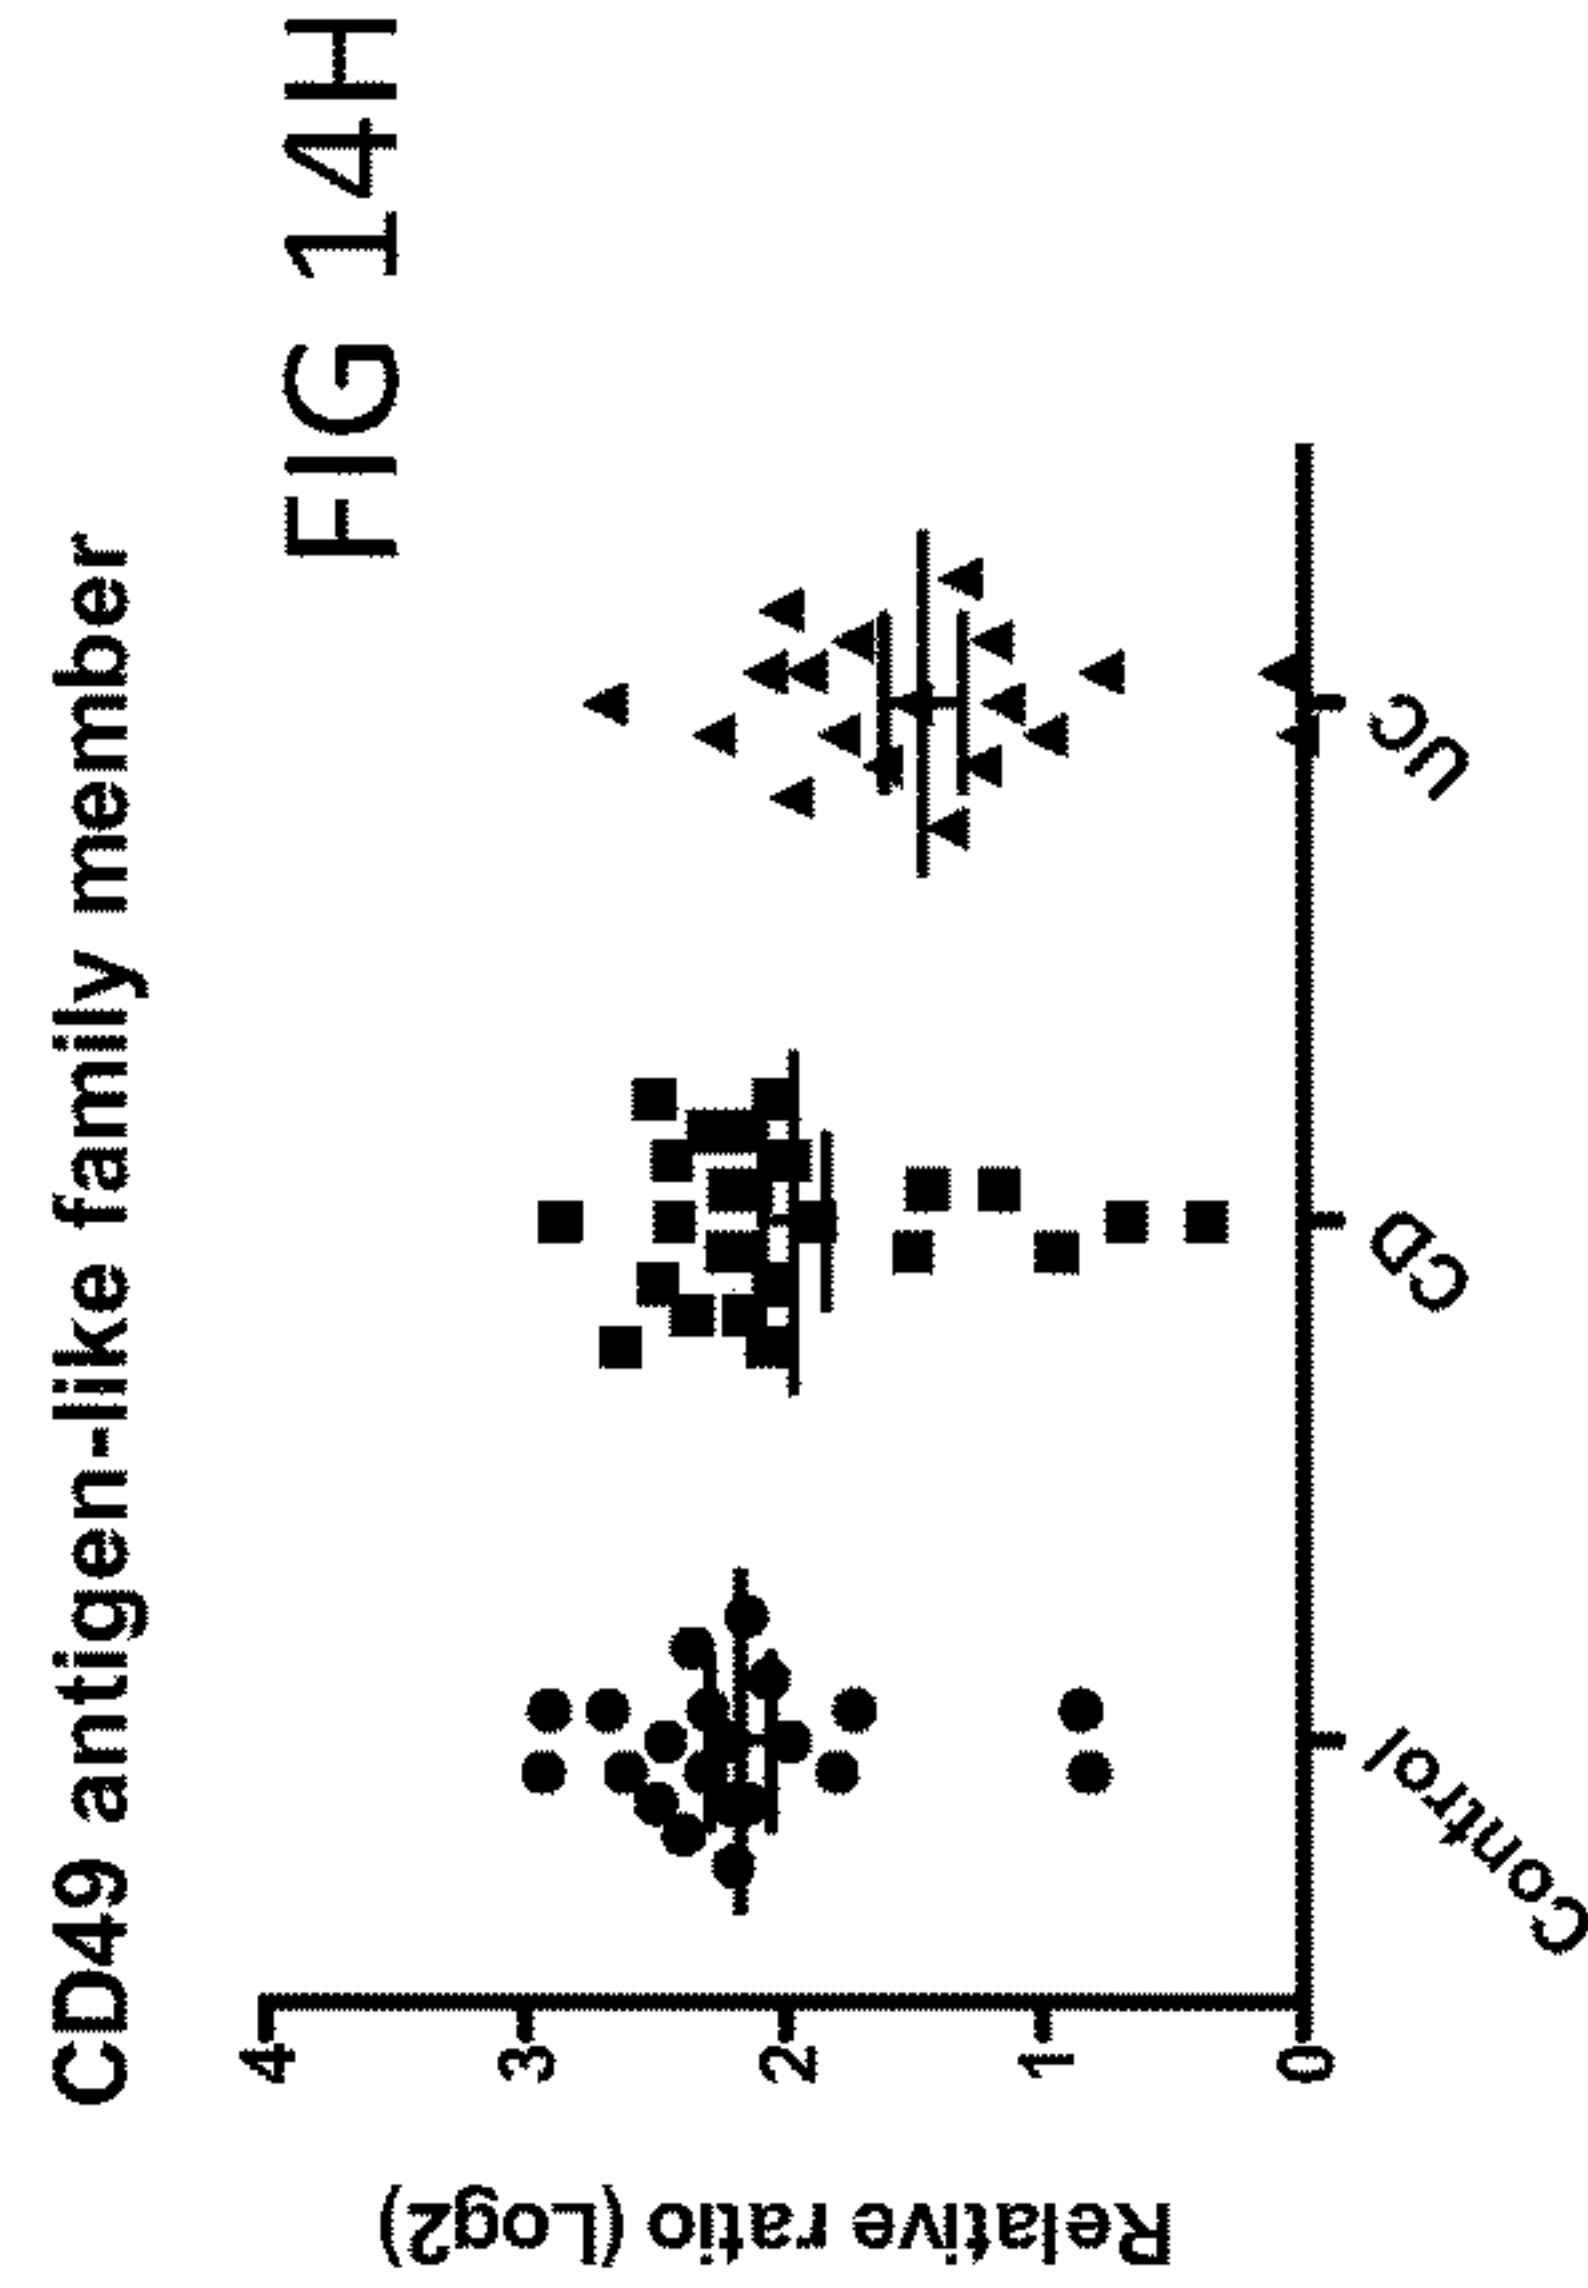 CD49 antigen-like family member
FIG 14H
Relative ratio (Log2)
4
3
2
1
0
Control
CD
UC